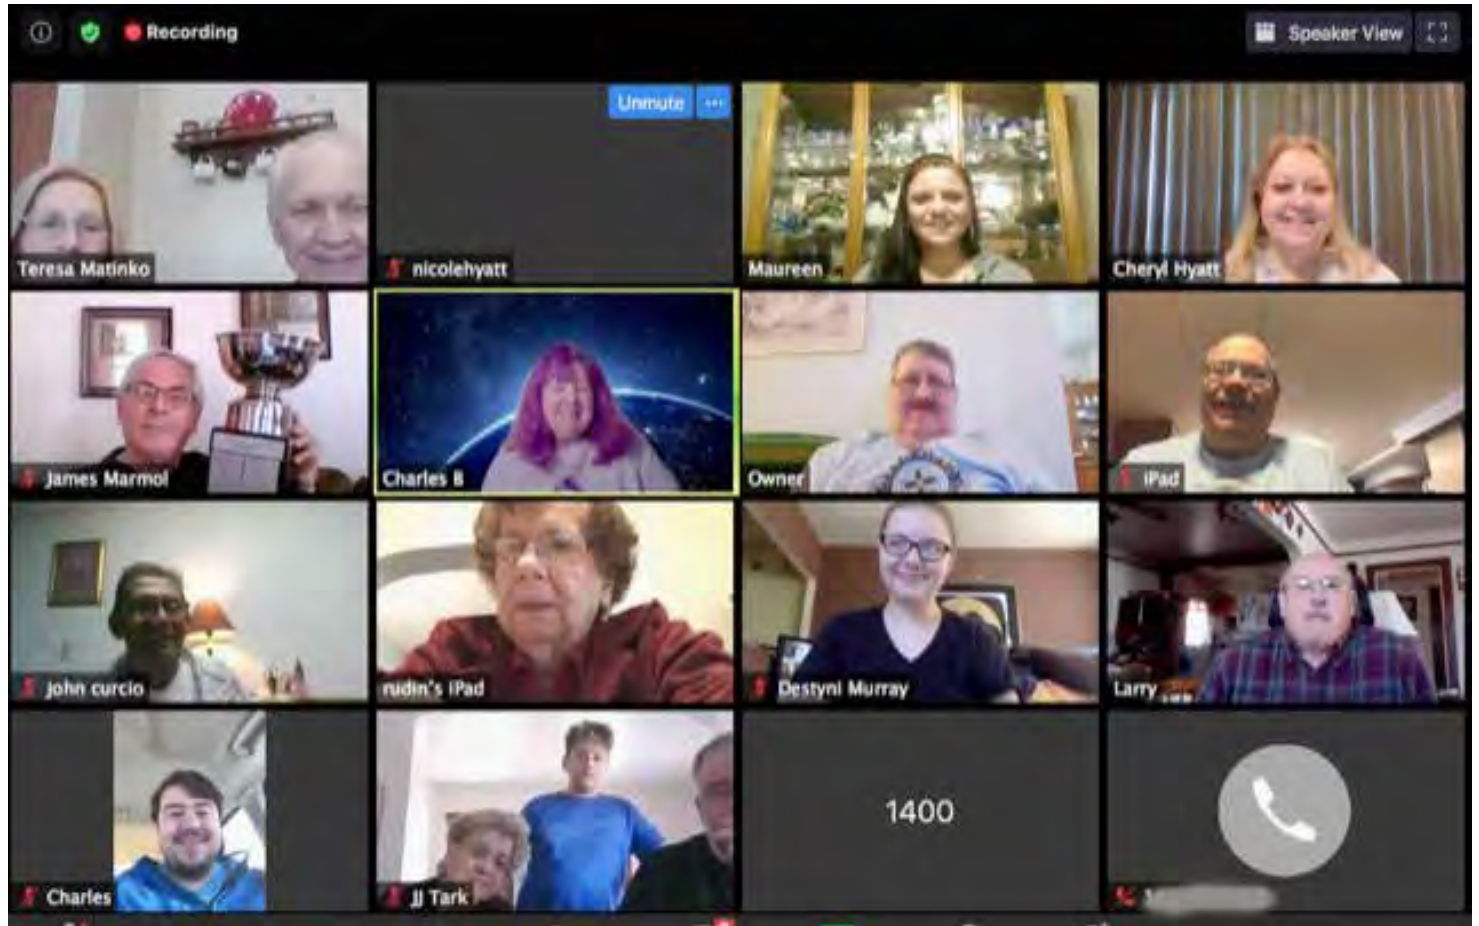 Recording
Speaker View
Unmute
Teresa Matinko
nicolehyatt
Maureen
Cheryl Hyatt
James Marmol
Charles B
Owner
iPad
john curcio
rudin's iPad
Destyni Murray
Larry
Charles
JJ Tark
1400